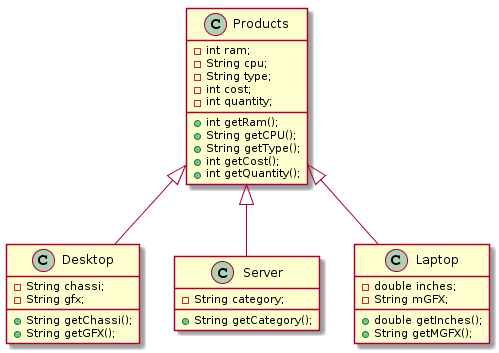 C Products
int ram;
String cpu;
String type;
int cost;
int quantity;
int getRam();
String getCPU();
String getType();
int getCost();
int getQuantity();
C Desktop
String chassi;
String gfx;
String getChassi();
String getGFX();
C Server
String category;
String getCategory();
C Laptop
double inches;
String mGFX;
double getInches();
String getMGFX();